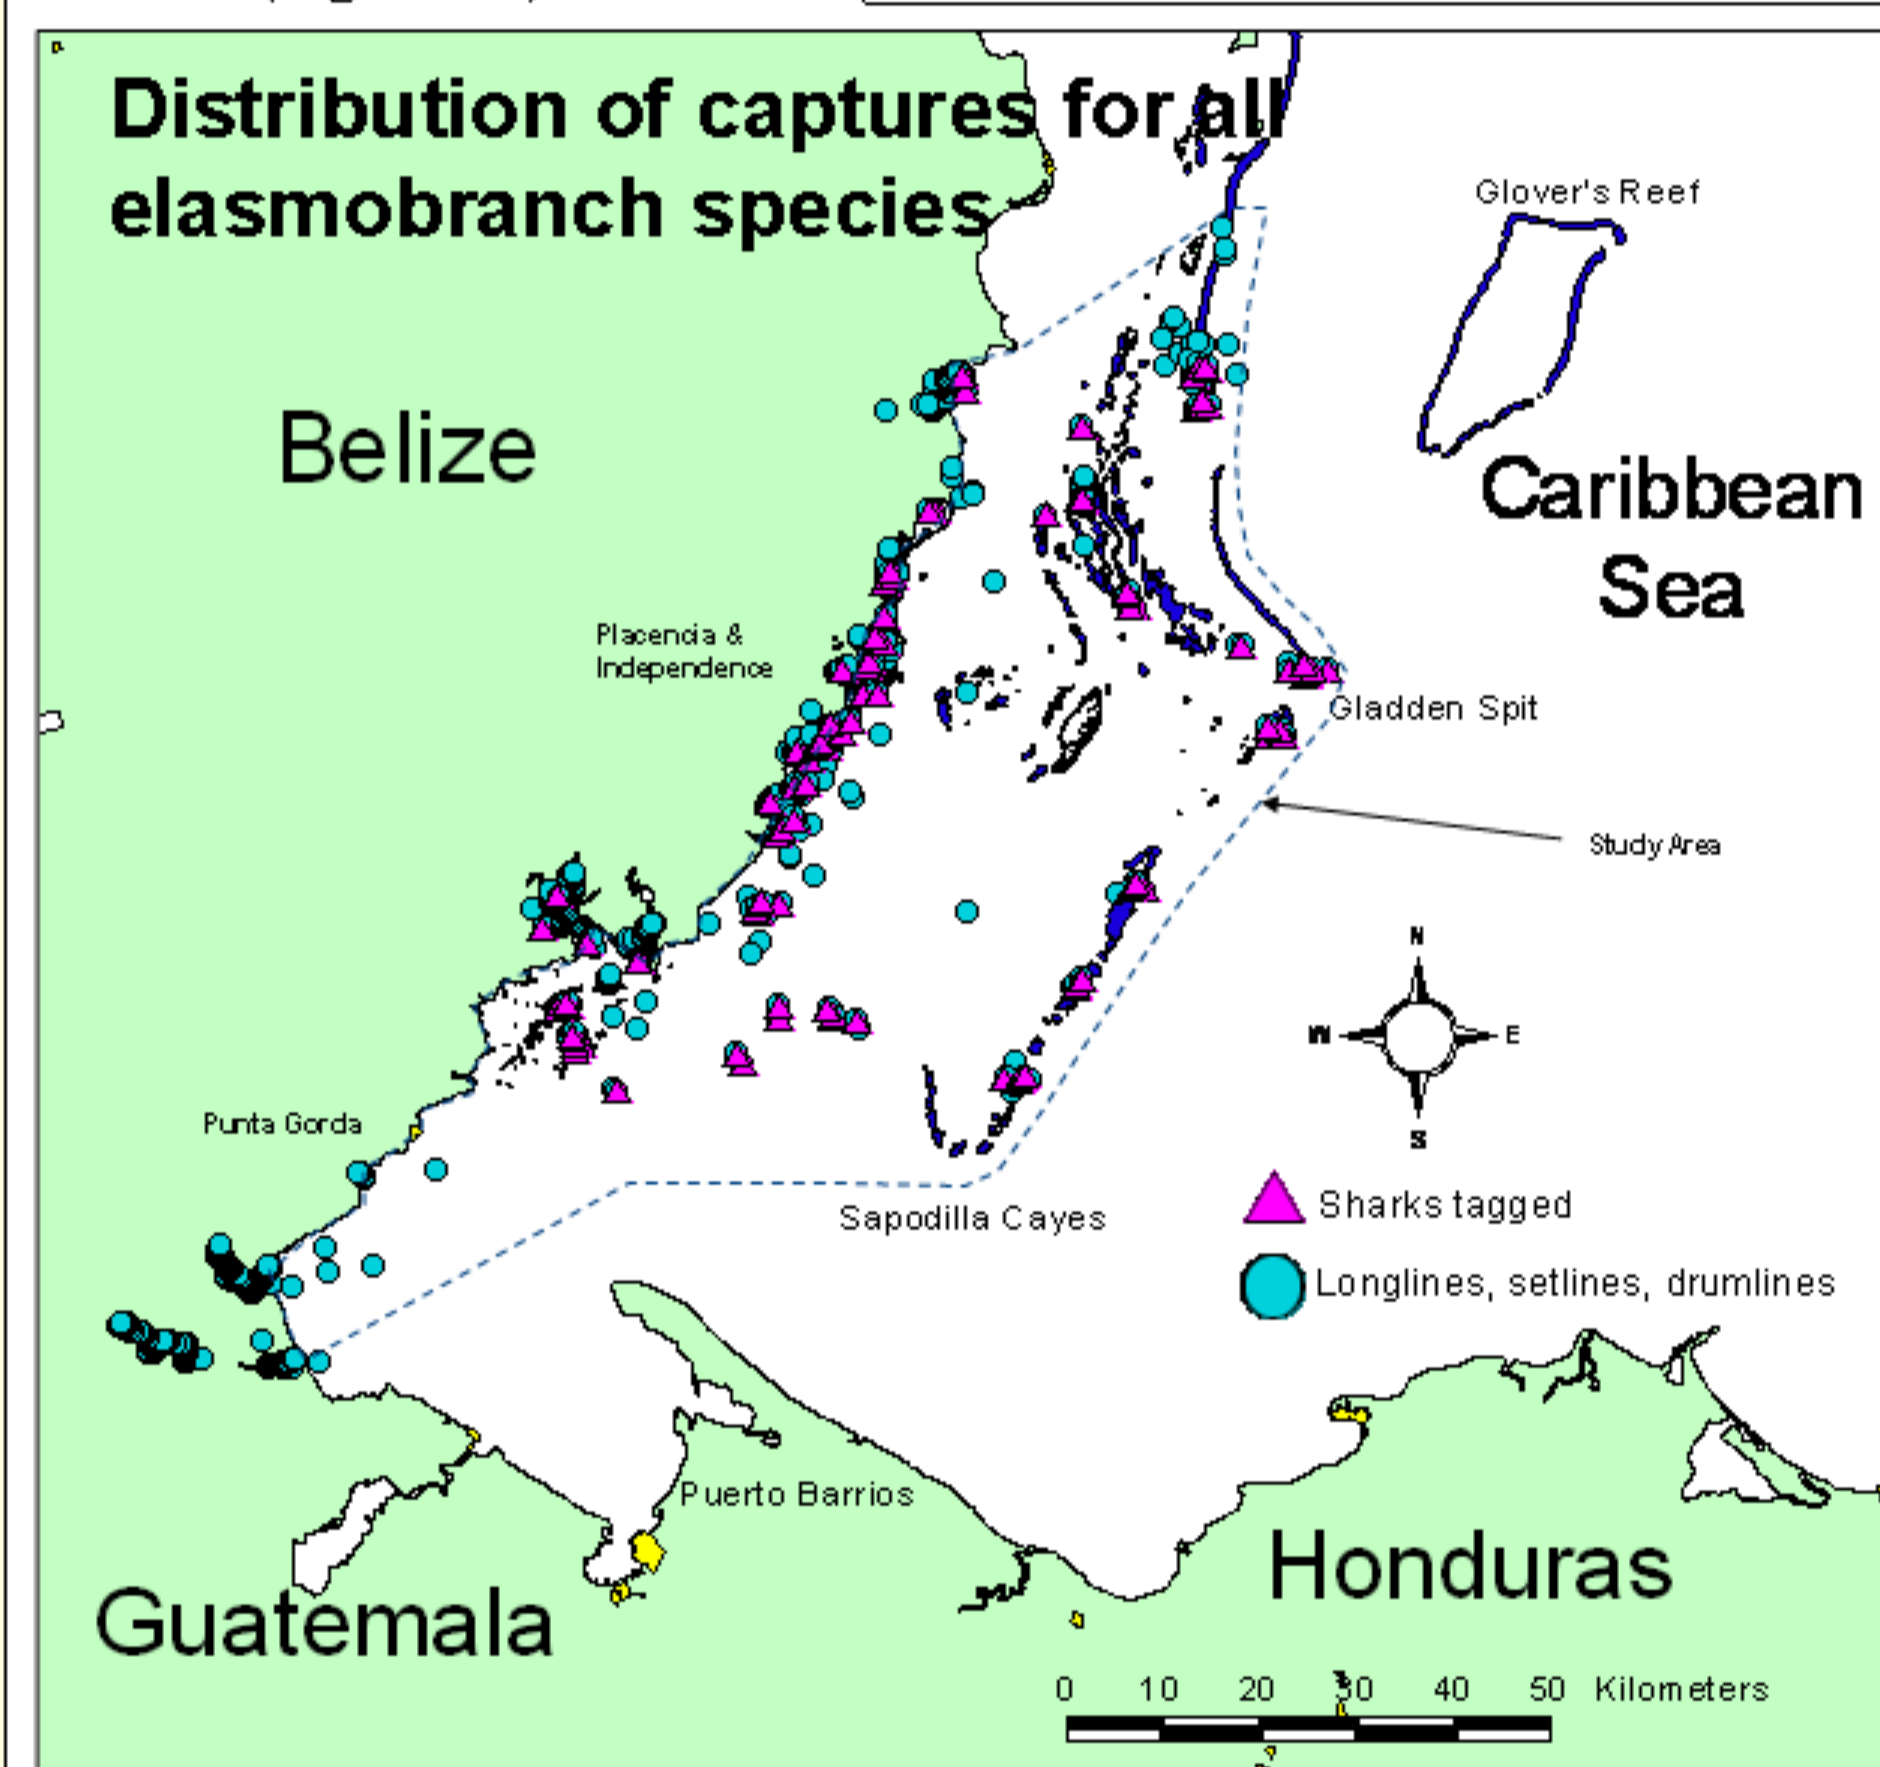 Distribution of captures for all
elasmobranch species
Glover's Reef
Belize
Caribbean
Sea
Placencia &
Independence
Gladden Spit
Study Area
N
W
E
S
Punta Gorda
Sapodilla Cayes
Sharks tagged
Longlines, setlines, drumlines
Puerto Barrios
Honduras
Guatemala
0 10 20 30 40 50 Kilometers